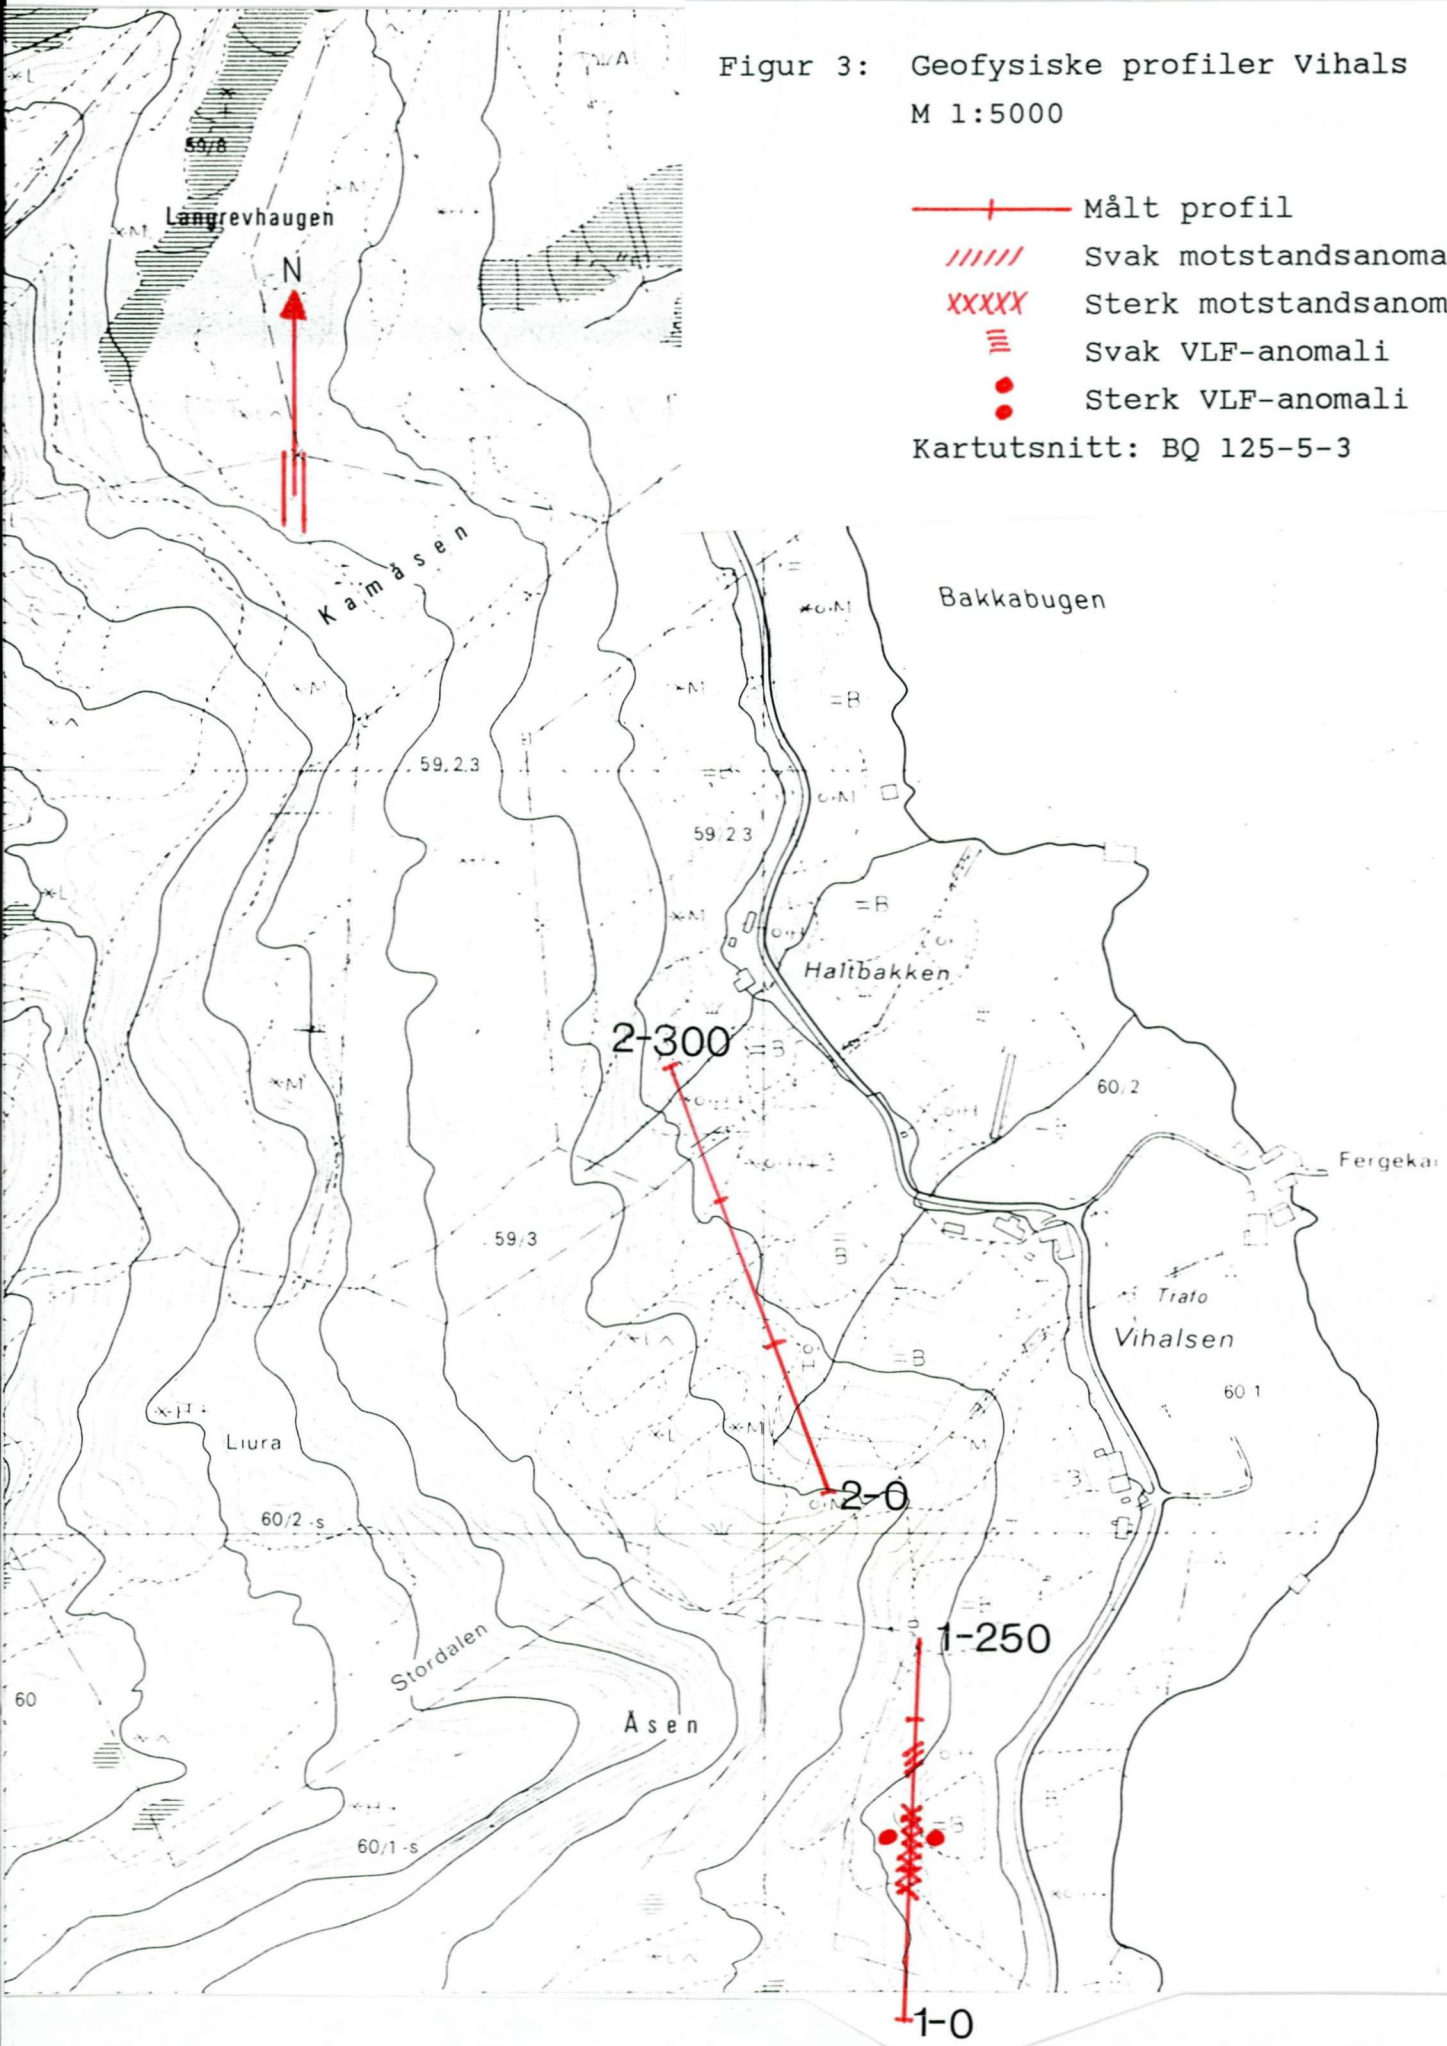 Figur 3: Geofysiske profiler Vihals
M 1:5000
Målt profil
Svak motstandsanoma
Sterk motstandsanom
Svak VLF-anomali
Sterk VLF-anomali
Kartutsnitt: BQ 125-5-3
59/8
Langrevhaugen
N
Kamåsen
Bakkabugen
=B
59,2.3
59/2 3
=B
Haltbakken
2-300
=B
60/2
Fergekai
59/3
=B
Trafo
Vihalsen
=B
60 1
Liura
2-0
60/2-s
1-250
Stordalen
60
Åsen
=B
60/1-s
1-0